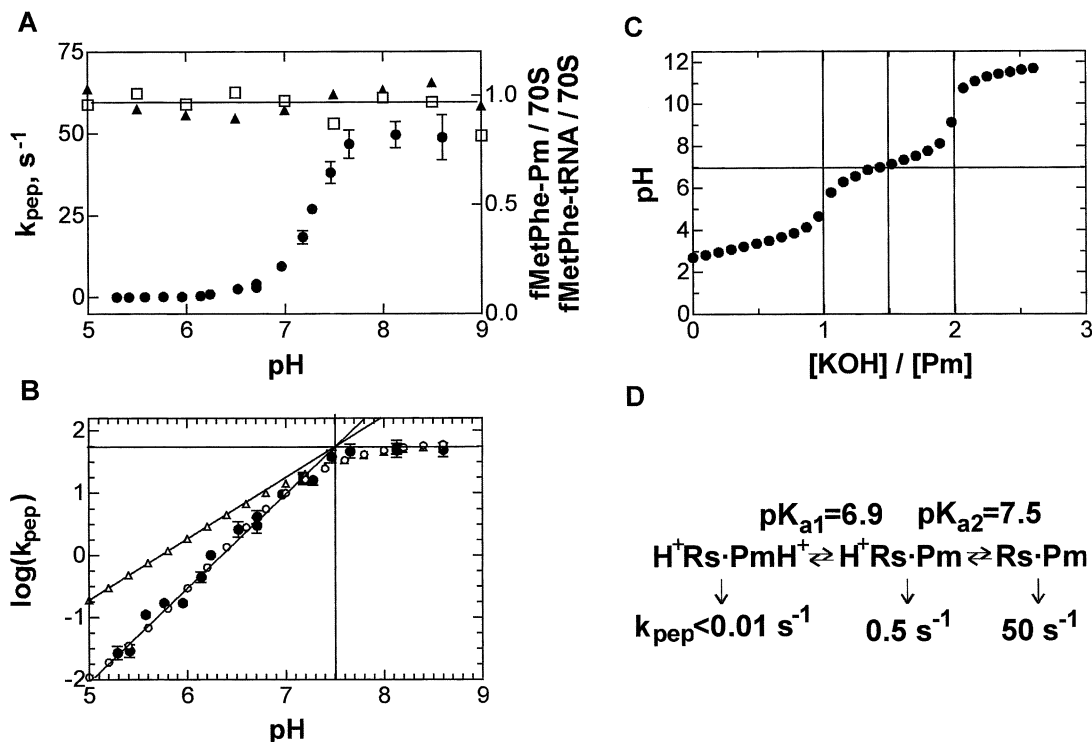 A
75
50
25
0
k_pep, s⁻¹
1.0
0.5
0.0
fMetPhe-Pm / 70S
fMetPhe-tRNA / 70S
5 6 7 8 9
pH
B
2
1
0
-1
-2
log(k_pep)
5 6 7 8 9
pH
C
12
10
8
6
4
2
0
pH
0 1 2 3
[KOH] / [Pm]
D
pK_a1=6.9 pK_a2=7.5
H⁺Rs·PmH⁺ ⇌ H⁺Rs·Pm ⇌ Rs·Pm
k_pep<0.01 s⁻¹ 0.5 s⁻¹ 50 s⁻¹